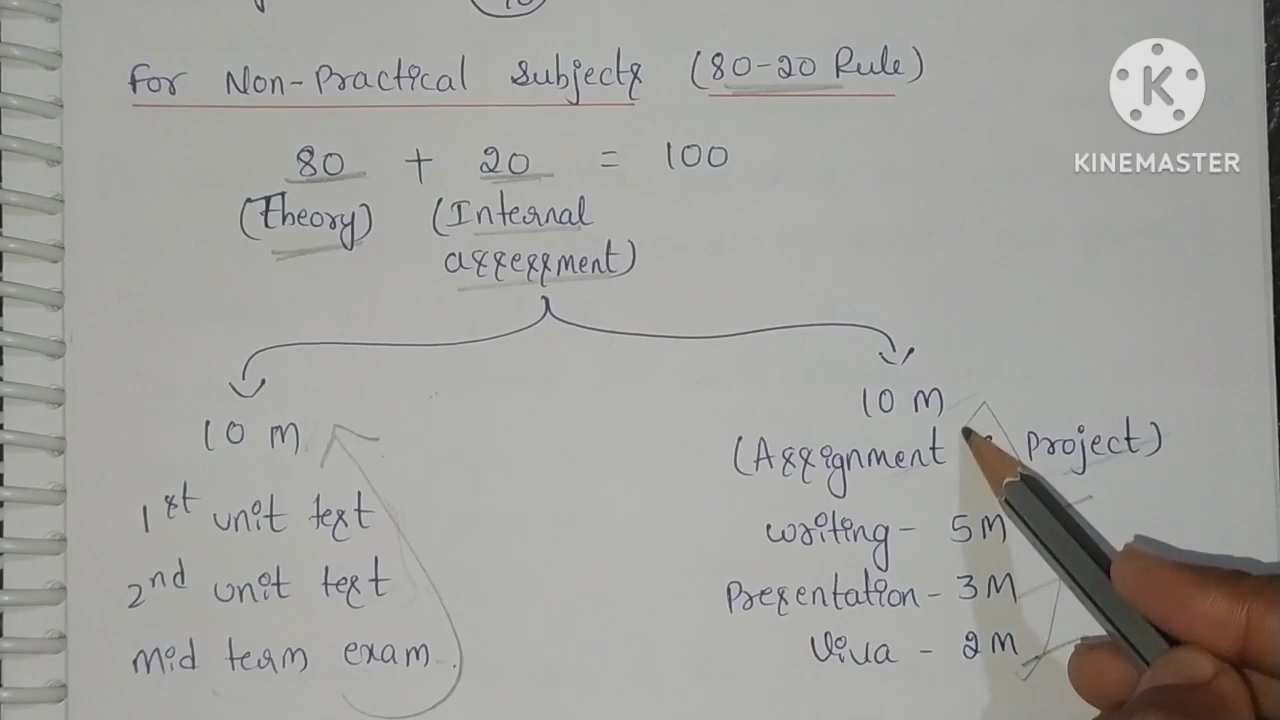 For Non-Practical Subjects (80-20 Rule)
80 + 20 = 100
(Theory) (Internal
assessment)
10 M
1st unit test
2nd unit test
Mid team exam
10 M
(Assignment Project)
Writing - 5M
Presentation - 3M
Viva - 2M
K
KINEMASTER